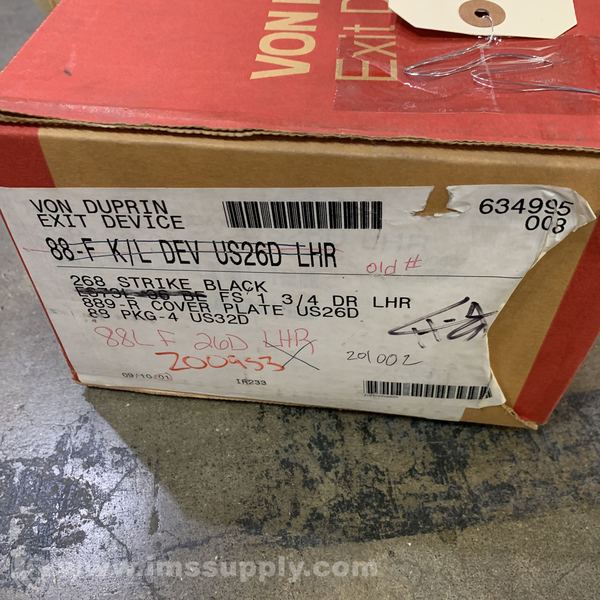 VON D
Exit D
VON DUPRIN
EXIT DEVICE
634995
008
88-F K/L DEV US26D LHR
old #
268 STRIKE BLACK
FS 1 3/4 DR LHR
889-R COVER PLATE US26D
89 PKG-4 US32D
88L F 26D LHR
200953
201002
09/10/01
IR233
www.imssupply.com